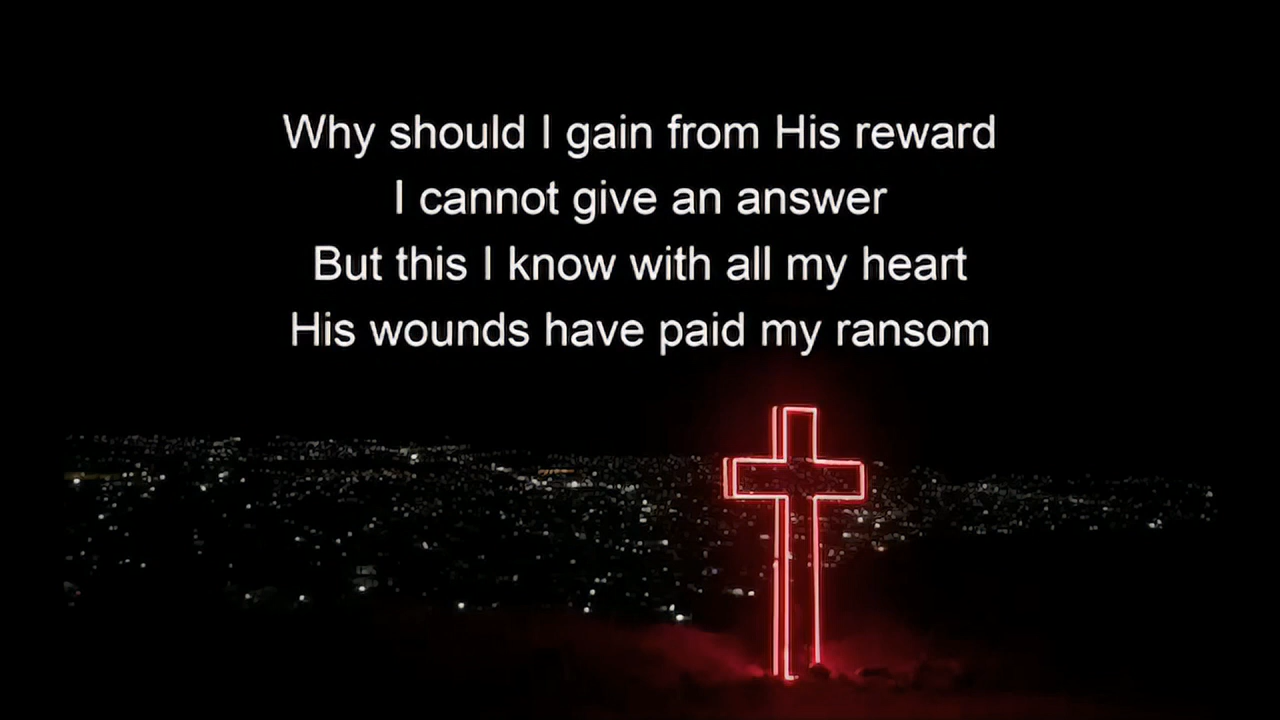 Why should I gain from His reward
I cannot give an answer
But this I know with all my heart
His wounds have paid my ransom